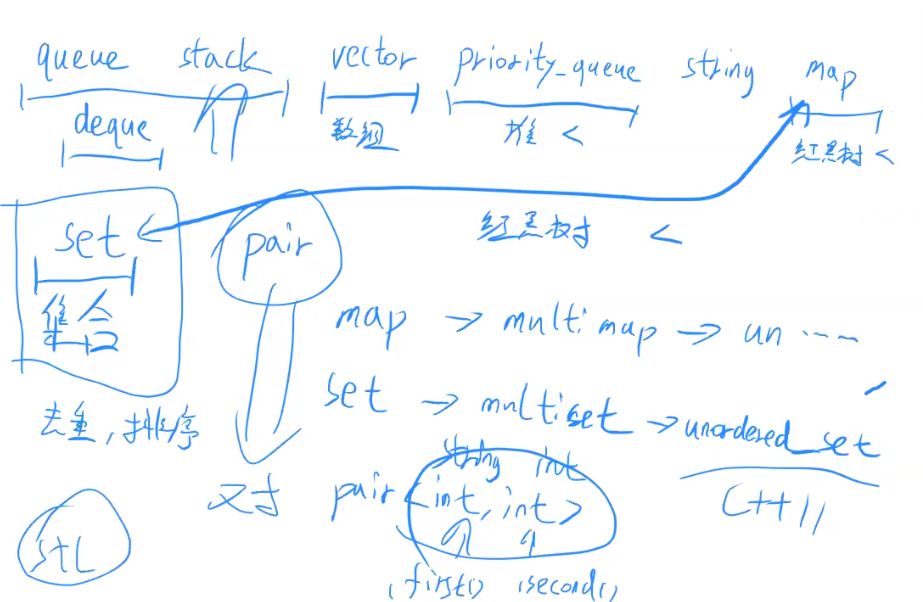 queue stack vector priority_queue string map
deque 数组 堆 < 红黑树 <
set pair 红黑树 <
集合
map → multimap → un……
set → multiset → unordered_set
去重,排序
string int
对 pair <int, int> C++11
stl
.first() .second()